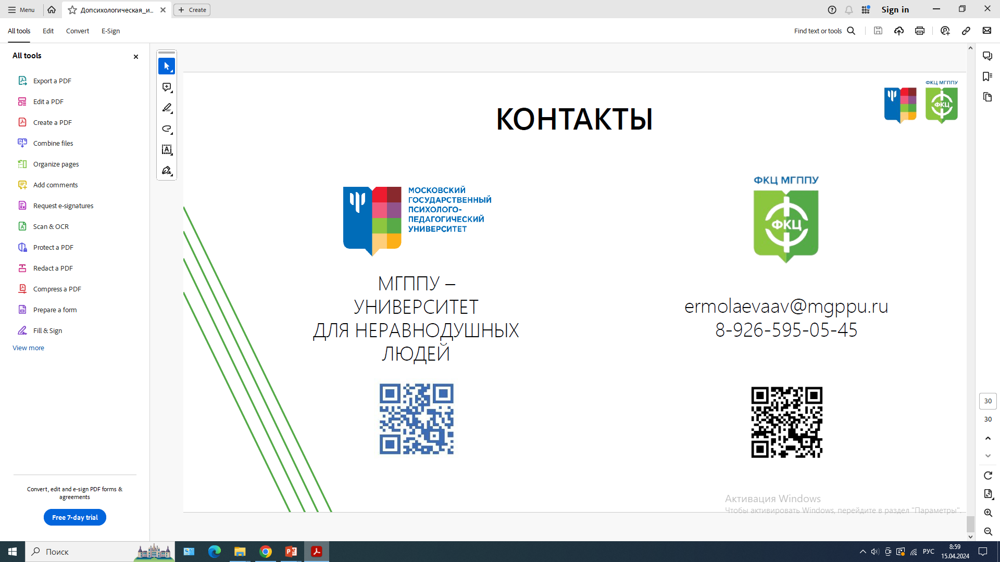 Menu
Допсихологическая_и...
Create
Sign in
All tools
Edit
Convert
E-Sign
Find text or tools
All tools
Export a PDF
Edit a PDF
Create a PDF
Combine files
Organize pages
Add comments
Request e-signatures
Scan & OCR
Protect a PDF
Redact a PDF
Compress a PDF
Prepare a form
Fill & Sign
View more
Convert, edit and e-sign PDF forms &
agreements
Free 7-day trial
ФКЦ МГППУ
ФКЦ
КОНТАКТЫ
МОСКОВСКИЙ
ГОСУДАРСТВЕННЫЙ
ПСИХОЛОГО-
ПЕДАГОГИЧЕСКИЙ
УНИВЕРСИТЕТ
МГППУ –
УНИВЕРСИТЕТ
ДЛЯ НЕРАВНОДУШНЫХ
ЛЮДЕЙ
ФКЦ МГППУ
ФКЦ
ermolaevaav@mgppu.ru
8-926-595-05-45
30
30
Активация Windows
Чтобы активировать Windows, перейдите в раздел "Параметры".
Поиск
РУС
8:59
15.04.2024